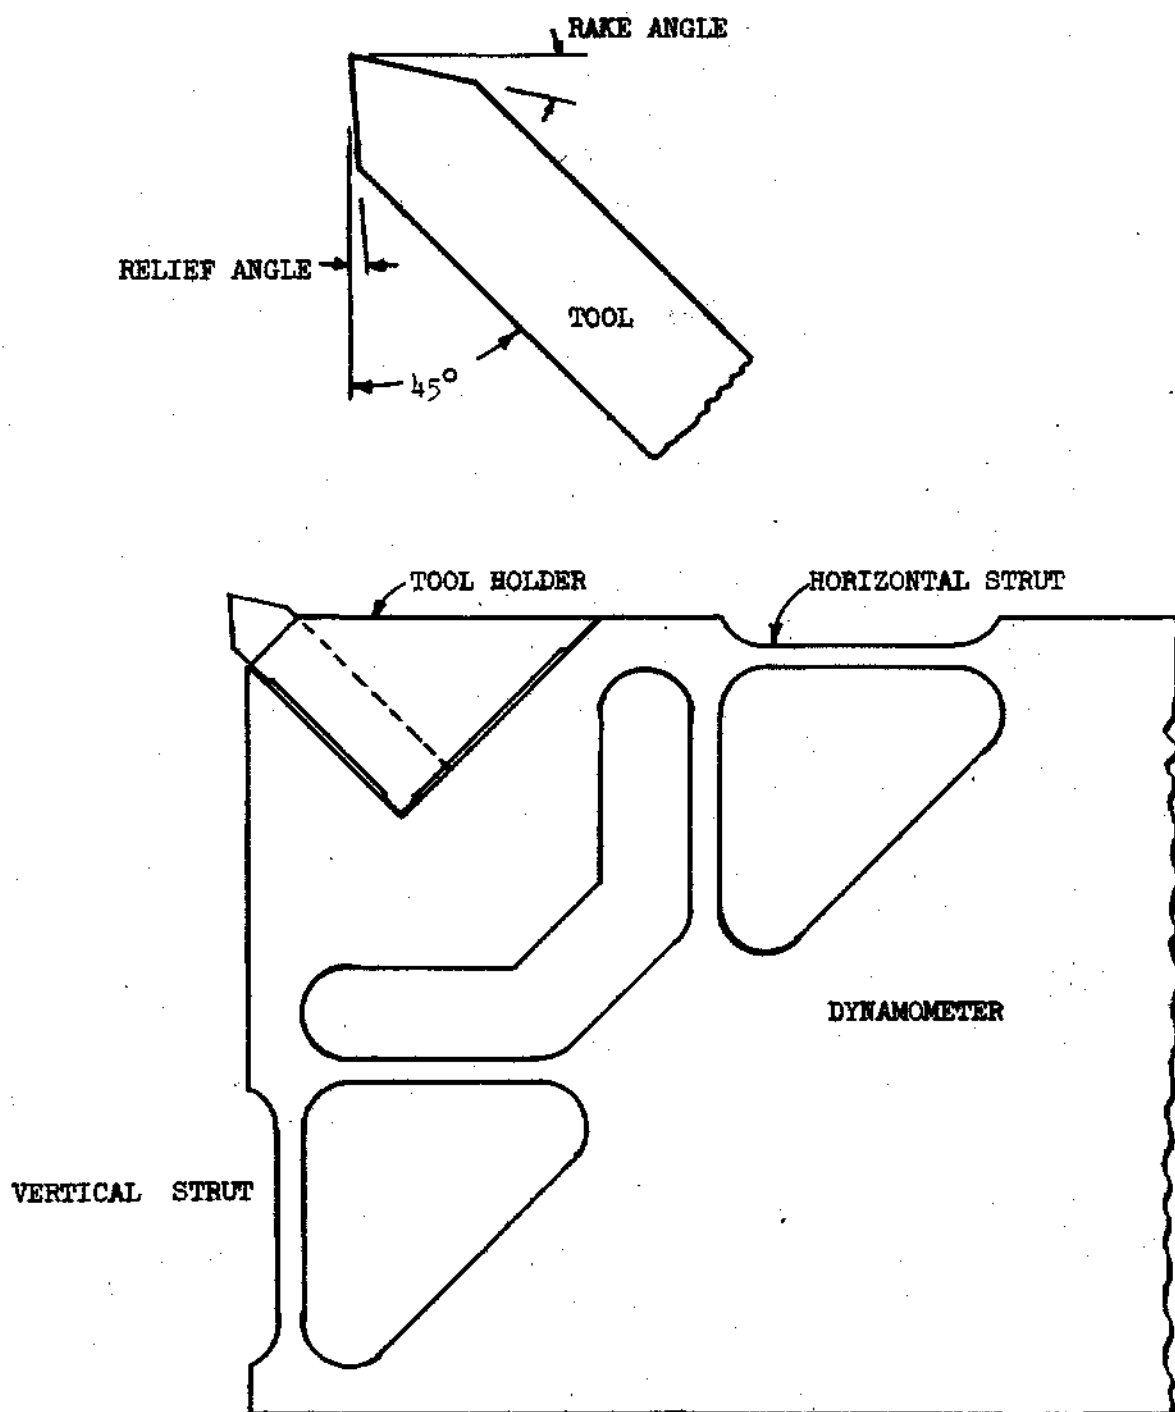 RAKE ANGLE
RELIEF ANGLE
TOOL
45°
TOOL HOLDER
HORIZONTAL STRUT
DYNAMOMETER
VERTICAL STRUT